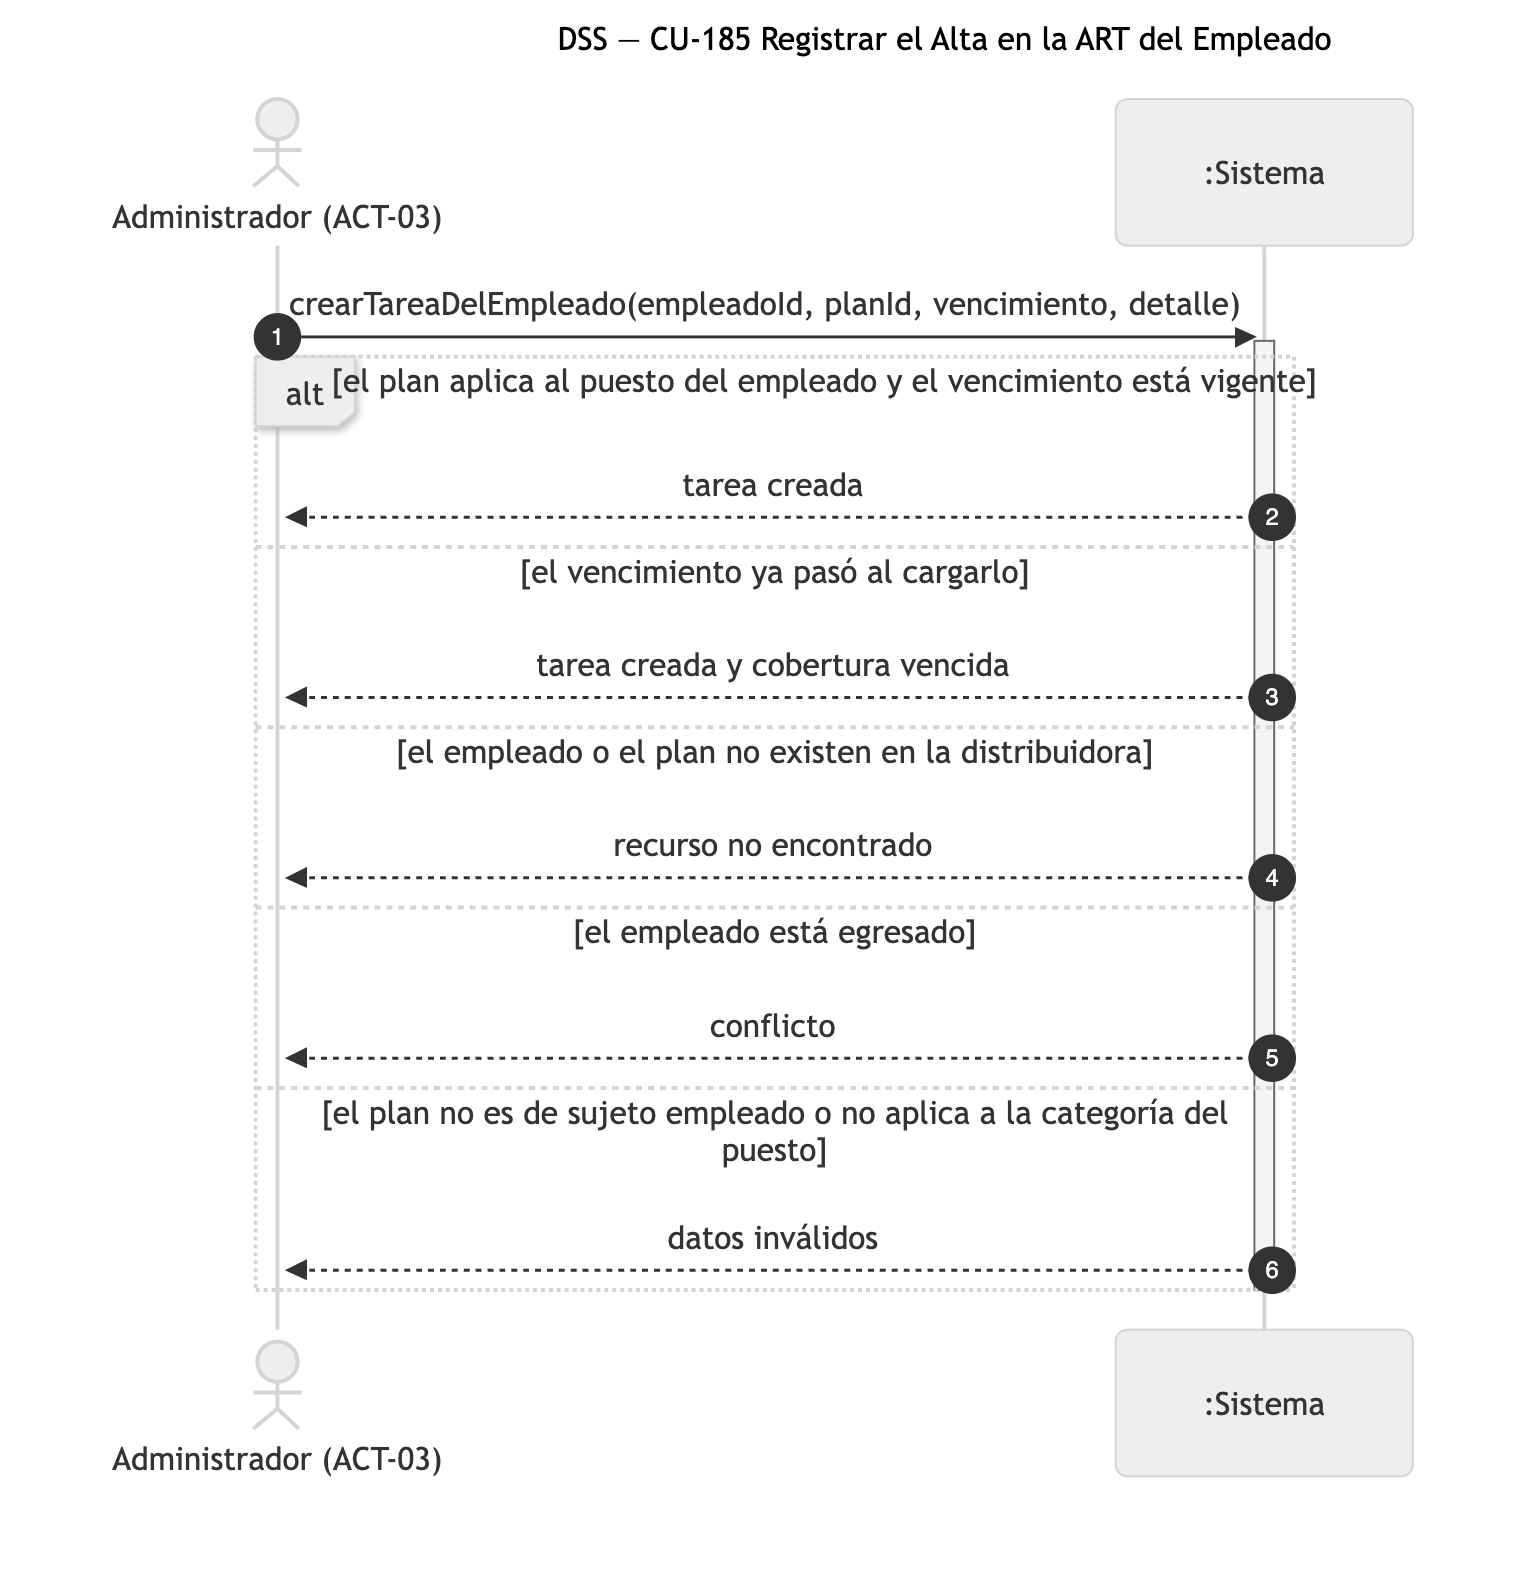 DSS — CU-185 Registrar el Alta en la ART del Empleado
Administrador (ACT-03)
:Sistema
crearTareaDelEmpleado(empleadoId, planId, vencimiento, detalle)
1
alt
[el plan aplica al puesto del empleado y el vencimiento está vigente]
tarea creada
2
[el vencimiento ya pasó al cargarlo]
tarea creada y cobertura vencida
3
[el empleado o el plan no existen en la distribuidora]
recurso no encontrado
4
[el empleado está egresado]
conflicto
5
[el plan no es de sujeto empleado o no aplica a la categoría del
puesto]
datos inválidos
6
Administrador (ACT-03)
:Sistema